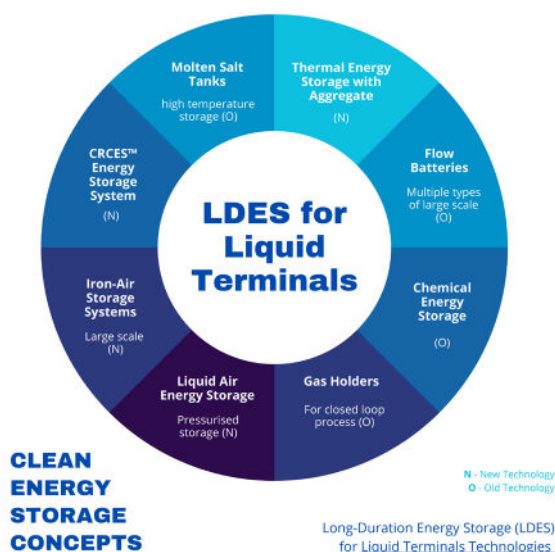 Molten Salt
Tanks
high temperature
storage (O)
Thermal Energy
Storage with
Aggregate
(N)
Flow
Batteries
Multiple types
of large scale
(O)
Chemical
Energy
Storage
(O)
Gas Holders
For closed loop
process (O)
Liquid Air
Energy Storage
Pressurised
storage (N)
Iron-Air
Storage
Systems
Large scale
(N)
CRCES™
Energy
Storage
System
(N)
LDES for
Liquid
Terminals
CLEAN
ENERGY
STORAGE
CONCEPTS
N - New Technology
O - Old Technology
Long-Duration Energy Storage (LDES)
for Liquid Terminals Technologies